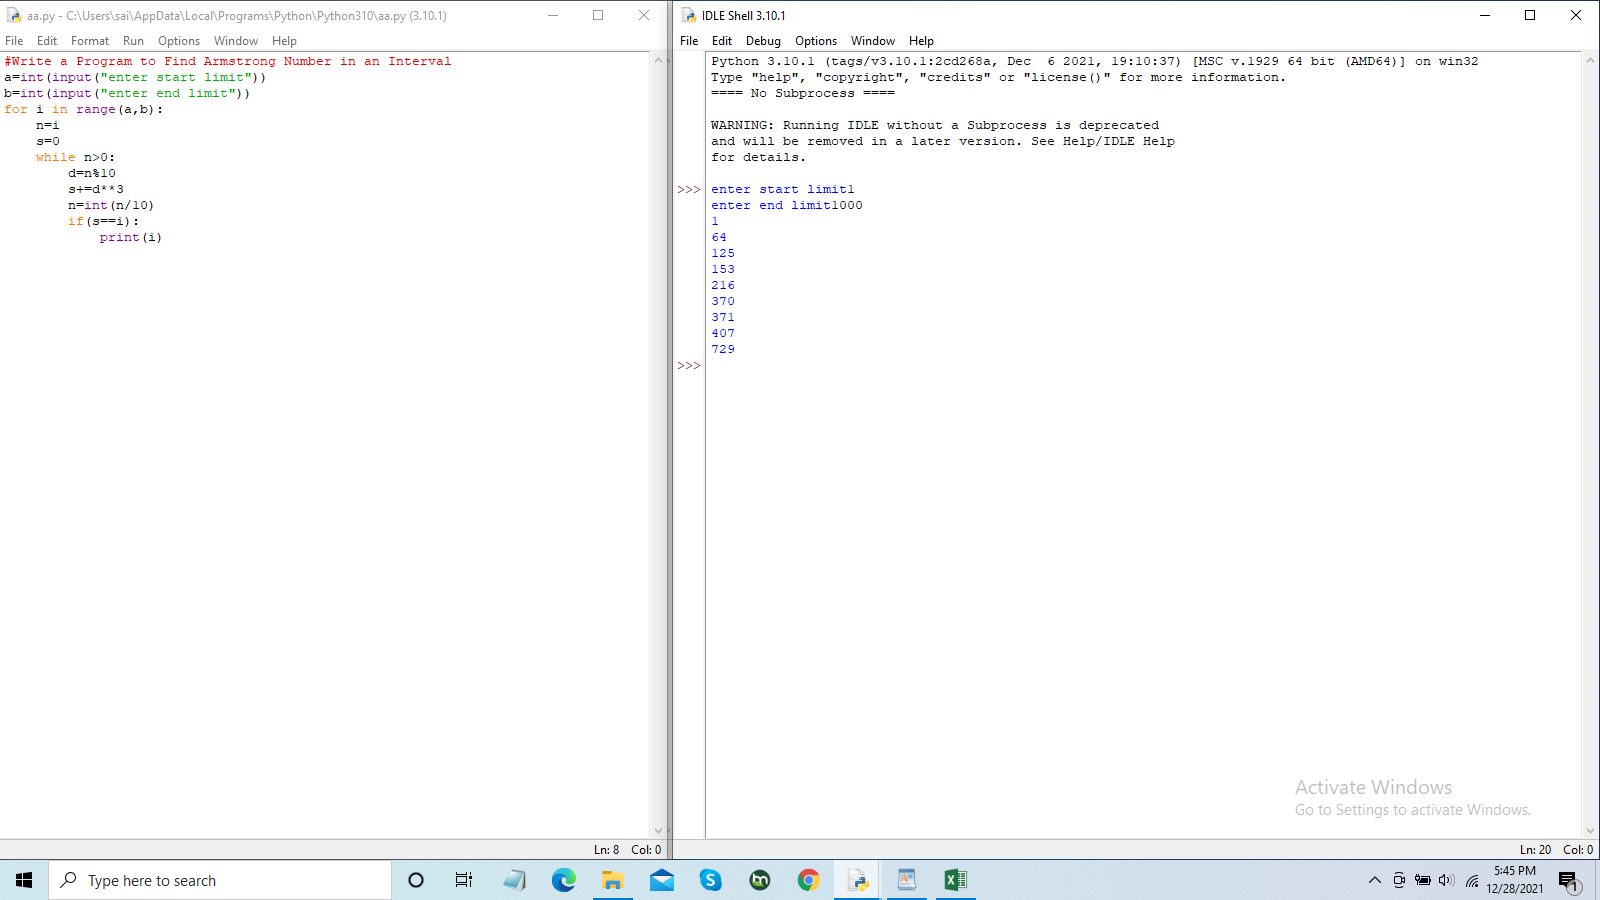 aa.py - C:\Users\sai\AppData\Local\Programs\Python\Python310\aa.py (3.10.1)
File Edit Format Run Options Window Help
#Write a Program to Find Armstrong Number in an Interval
a=int(input("enter start limit"))
b=int(input("enter end limit"))
for i in range(a,b):
    n=i
    s=0
    while n>0:
        d=n%10
        s+=d**3
        n=int(n/10)
        if(s==i):
            print(i)
Ln: 8 Col: 0
IDLE Shell 3.10.1
File Edit Debug Options Window Help
Python 3.10.1 (tags/v3.10.1:2cd268a, Dec  6 2021, 19:10:37) [MSC v.1929 64 bit (AMD64)] on win32
Type "help", "copyright", "credits" or "license()" for more information.
==== No Subprocess ====
WARNING: Running IDLE without a Subprocess is deprecated
and will be removed in a later version. See Help/IDLE Help
for details.
>>> enter start limit1
enter end limit1000
1
64
125
153
216
370
371
407
729
>>>
Activate Windows
Go to Settings to activate Windows.
Ln: 20 Col: 0
Type here to search
5:45 PM
12/28/2021
1